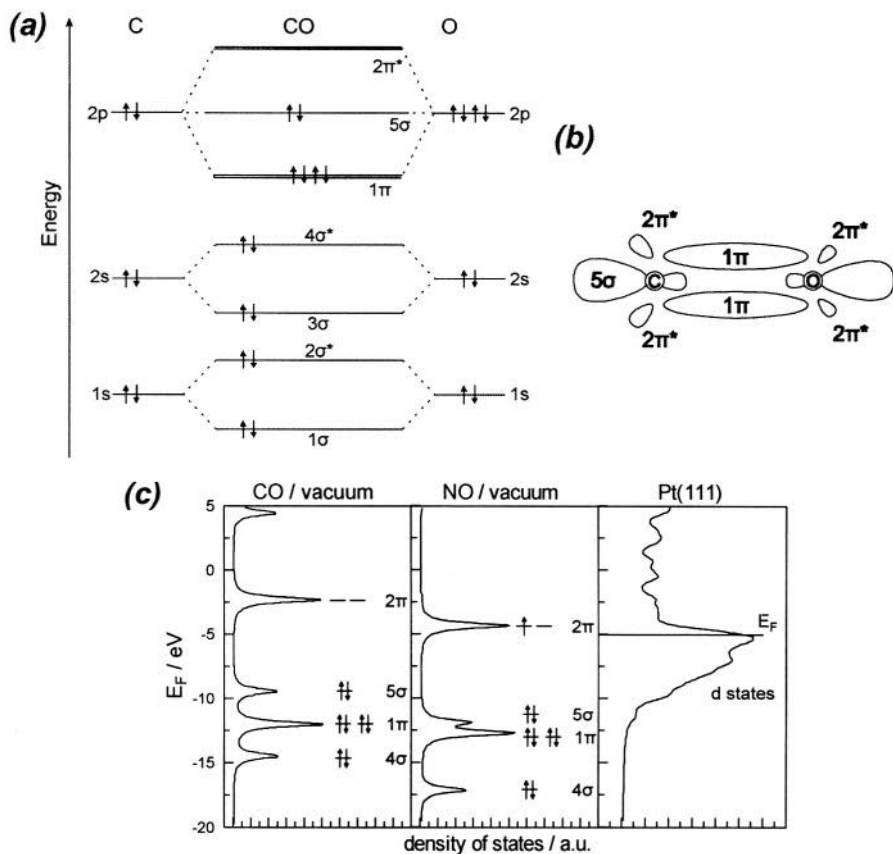 (a)
Energy
C CO O
2π*
2p 5σ 2p
1π
4σ*
2s 2s
3σ
2σ*
1s 1s
1σ
(b)
2π* 2π*
1π
5σ C O
1π
2π* 2π*
(c)
CO / vacuum NO / vacuum Pt(111)
E_F / eV
5
0
-5
-10
-15
-20
2π
5σ
1π
4σ
2π
5σ
1π
4σ
E_F
d states
density of states / a.u.